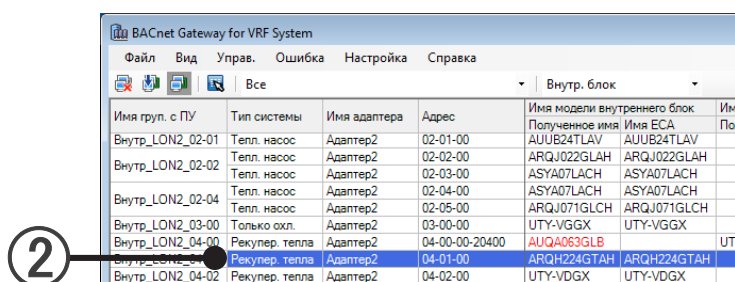 BACnet Gateway for VRF System
Файл Вид Управ. Ошибка Настройка Справка
Все Внутр. блок
Имя груп. с ПУ Тип системы Имя адаптера Адрес Имя модели внутреннего блок Им
Полученное имя Имя ЕСА По
Внутр_LON2_02-01 Тепл. насос Адаптер2 02-01-00 AUUB24TLAV AUUB24TLAV
Внутр_LON2_02-02 Тепл. насос Адаптер2 02-02-00 ARQJ022GLAH ARQJ022GLAH
Тепл. насос Адаптер2 02-03-00 ASYA07LACH ASYA07LACH
Внутр_LON2_02-04 Тепл. насос Адаптер2 02-04-00 ASYA07LACH ASYA07LACH
Тепл. насос Адаптер2 02-05-00 ARQJ071GLCH ARQJ071GLCH
Внутр_LON2_03-00 Только охл. Адаптер2 03-00-00 UTY-VGGX UTY-VGGX
Внутр_LON2_04-00 Рекупер. тепла Адаптер2 04-00-00-20400 AUQA063GLB UT
2 Рекупер. тепла Адаптер2 04-01-00 ARQH224GTAH ARQH224GTAH
Внутр_LON2_04-02 Рекупер. тепла Адаптер2 04-02-00 UTY-VDGX UTY-VDGX